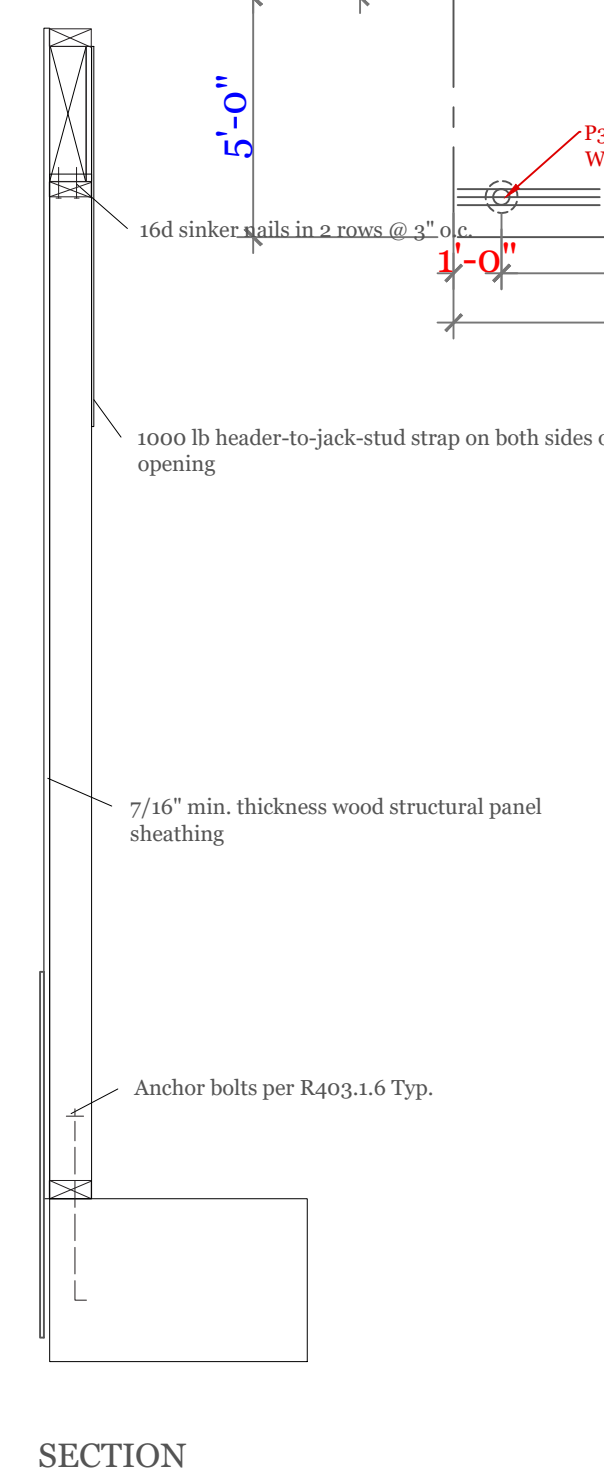 5'-0"
P3
W
16d sinker nails in 2 rows @ 3" o.c.
1'-0"
1000 lb header-to-jack-stud strap on both sides
opening
7/16" min. thickness wood structural panel
sheathing
Anchor bolts per R403.1.6 Typ.
SECTION